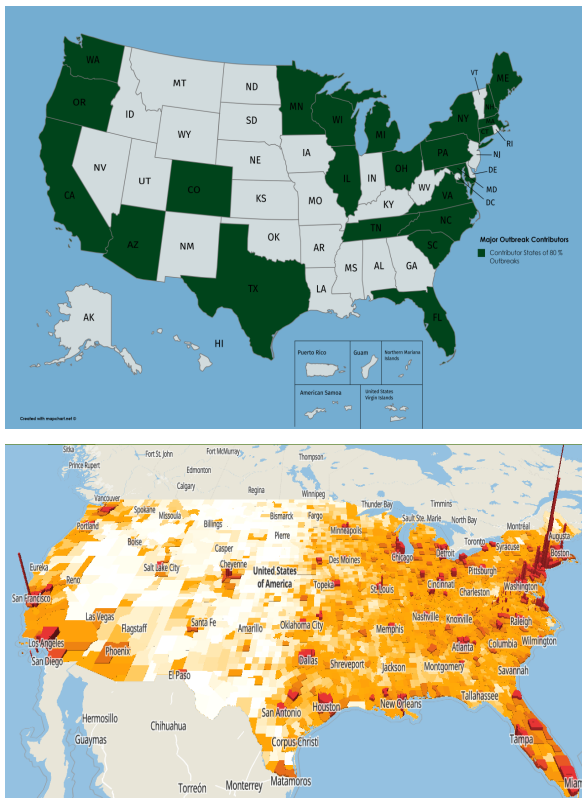 WA
MT
ND
VT
ME
OR
ID
MN
NH
SD
WI
NY
MA
WY
MI
CT
RI
IA
PA
NJ
NE
NV
OH
DE
IL
IN
UT
MD
CO
WV
VA
DC
CA
KS
MO
KY
NC
TN
OK
AZ
NM
AR
SC
MS
AL
GA
Major Outbreak Contributors
Contributor States of 80 %
Outbreaks
TX
LA
FL
AK
HI
Puerto Rico
Guam
Northern Mariana
Islands
American Samoa
United States
Virgin Islands
Created with mapchart.net ©
Sitka
Fort St. John
Fort McMurray
Thompson
Prince Rupert
Edmonton
Calgary
Regina
Winnipeg
Vancouver
Thunder Bay
Timmins
Spokane
Missoula
Bismarck
Fargo
Sault Ste. Marie
North Bay
Montréal
Portland
Billings
Minneapolis
Augusta
Boise
Pierre
Toronto
Syracuse
Boston
Casper
Chicago
Detroit
Eureka
Salt Lake City
Cheyenne
Des Moines
Pittsburgh
Reno
United States
of America
Topeka
St. Louis
Cincinnati
Washington
San Francisco
Charleston
Las Vegas
Flagstaff
Santa Fe
Amarillo
Oklahoma City
Memphis
Nashville
Knoxville
Raleigh
Los Angeles
Phoenix
Atlanta
Columbia
Wilmington
San Diego
Dallas
Shreveport
Jackson
Montgomery
Savannah
El Paso
Tallahassee
San Antonio
Houston
New Orleans
Hermosillo
Chihuahua
Guaymas
Corpus Christi
Tampa
Torreón
Monterrey
Matamoros
Miam